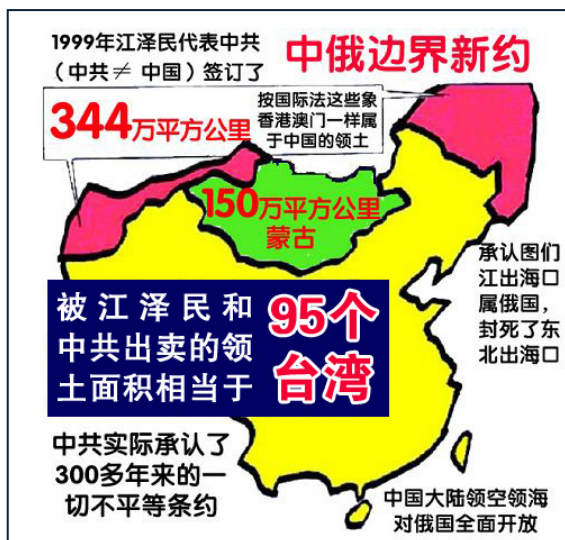 1999年江泽民代表中共
（中共≠中国）签订了
中俄边界新约
344万平方公里
按国际法这些象
香港澳门一样属
于中国的领土
150万平方公里
蒙古
承认图们
江出海口
属俄国，
封死了东
北出海口
被江泽民和
中共出卖的领
土面积相当于
95个
台湾
中共实际承认了
300多年来的一
切不平等条约
中国大陆领空领海
对俄国全面开放